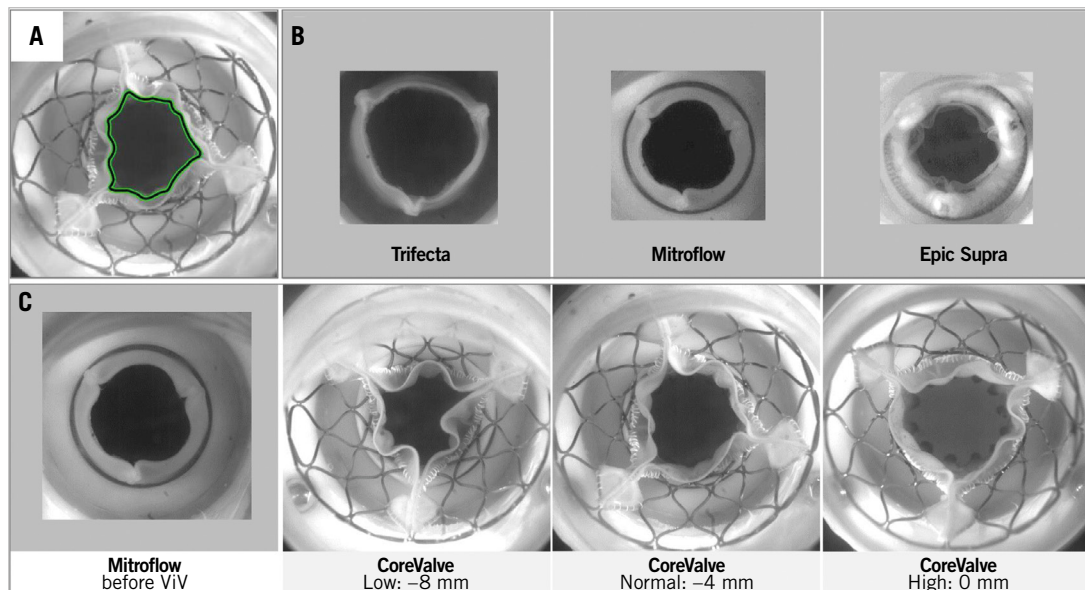 A
B
Trifecta
Mitroflow
Epic Supra
C
Mitroflow
before ViV
CoreValve
Low: –8 mm
CoreValve
Normal: –4 mm
CoreValve
High: 0 mm